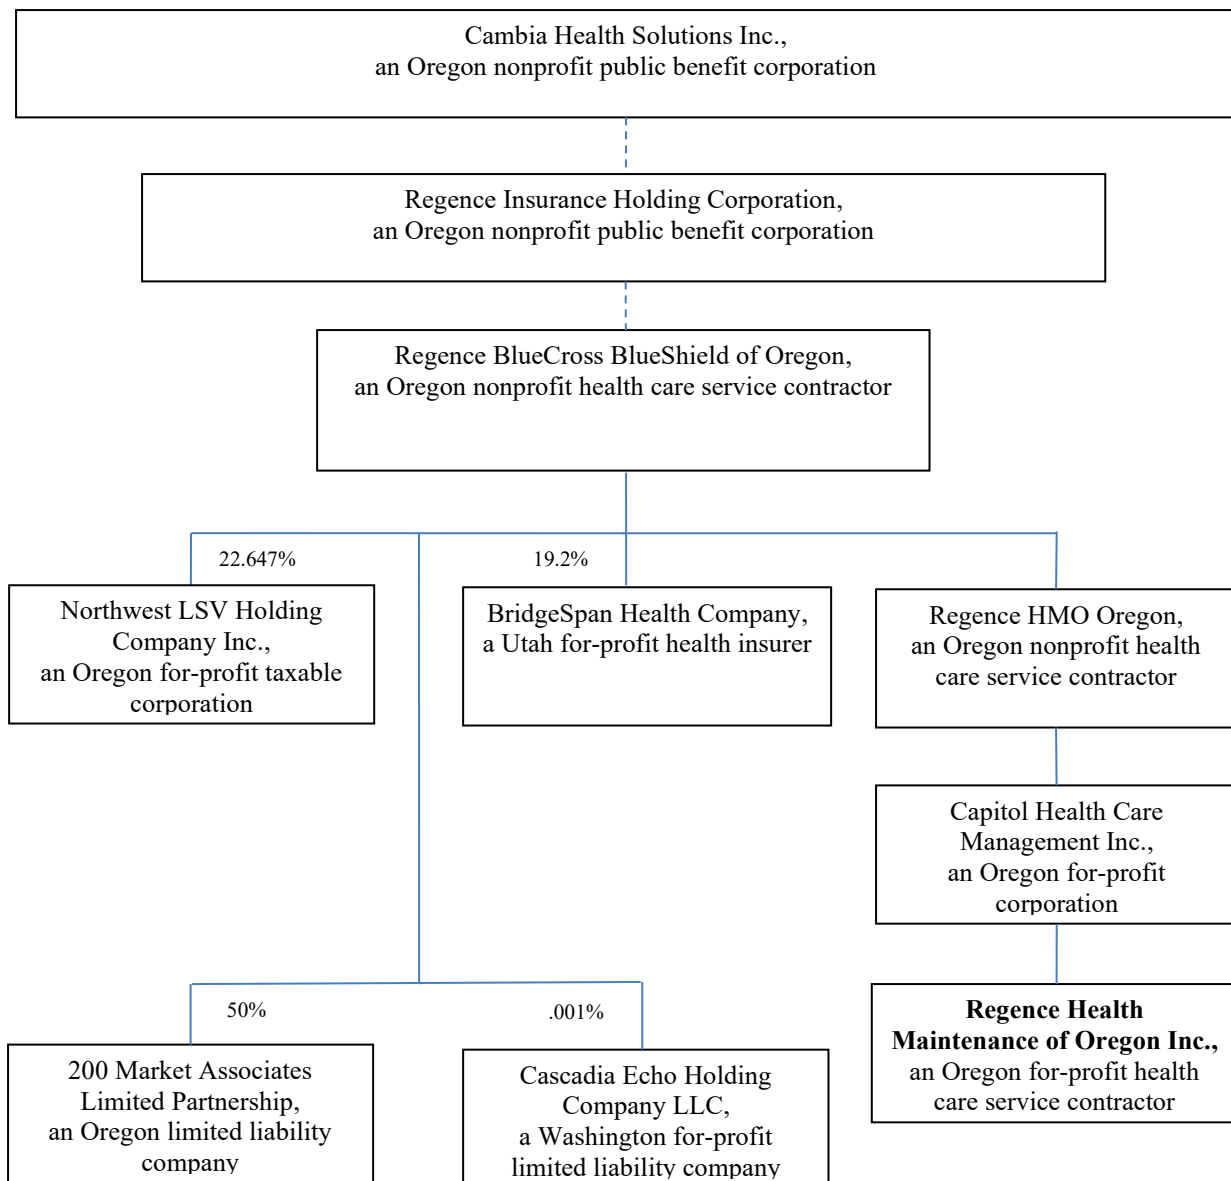 Cambia Health Solutions Inc.,
an Oregon nonprofit public benefit corporation
Regence Insurance Holding Corporation,
an Oregon nonprofit public benefit corporation
Regence BlueCross BlueShield of Oregon,
an Oregon nonprofit health care service contractor
22.647%
19.2%
Northwest LSV Holding
Company Inc.,
an Oregon for-profit taxable
corporation
BridgeSpan Health Company,
a Utah for-profit health insurer
Regence HMO Oregon,
an Oregon nonprofit health
care service contractor
Capitol Health Care
Management Inc.,
an Oregon for-profit
corporation
50%
.001%
200 Market Associates
Limited Partnership,
an Oregon limited liability
company
Cascadia Echo Holding
Company LLC,
a Washington for-profit
limited liability company
Regence Health
Maintenance of Oregon Inc.,
an Oregon for-profit health
care service contractor